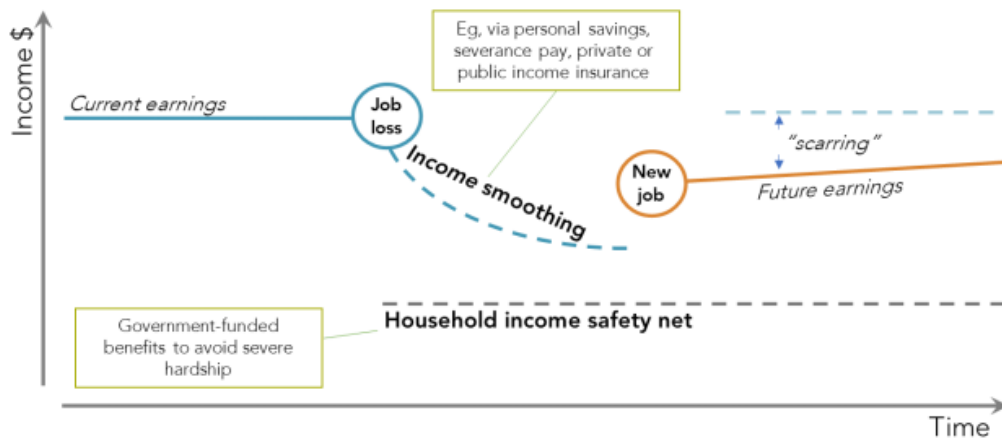 Income $
Eg, via personal savings,
severance pay, private or
public income insurance
Current earnings
Job
loss
Income smoothing
"scarring"
New
job
Future earnings
Household income safety net
Government-funded
benefits to avoid severe
hardship
Time